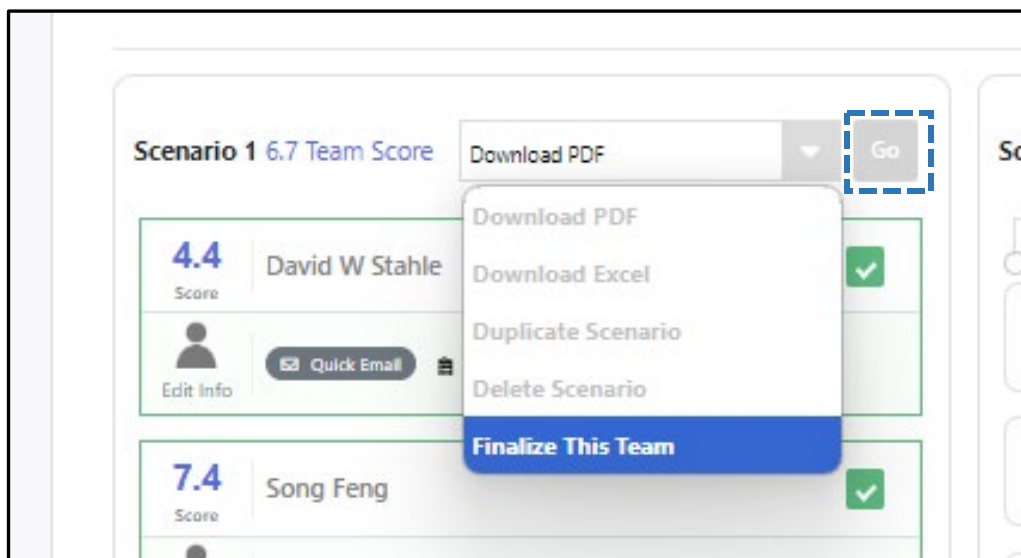 Scenario 1 6.7 Team Score
Download PDF
Go
Sc
Download PDF
Download Excel
Duplicate Scenario
Delete Scenario
Finalize This Team
4.4
Score
David W Stahle
Edit Info
Quick Email
7.4
Score
Song Feng